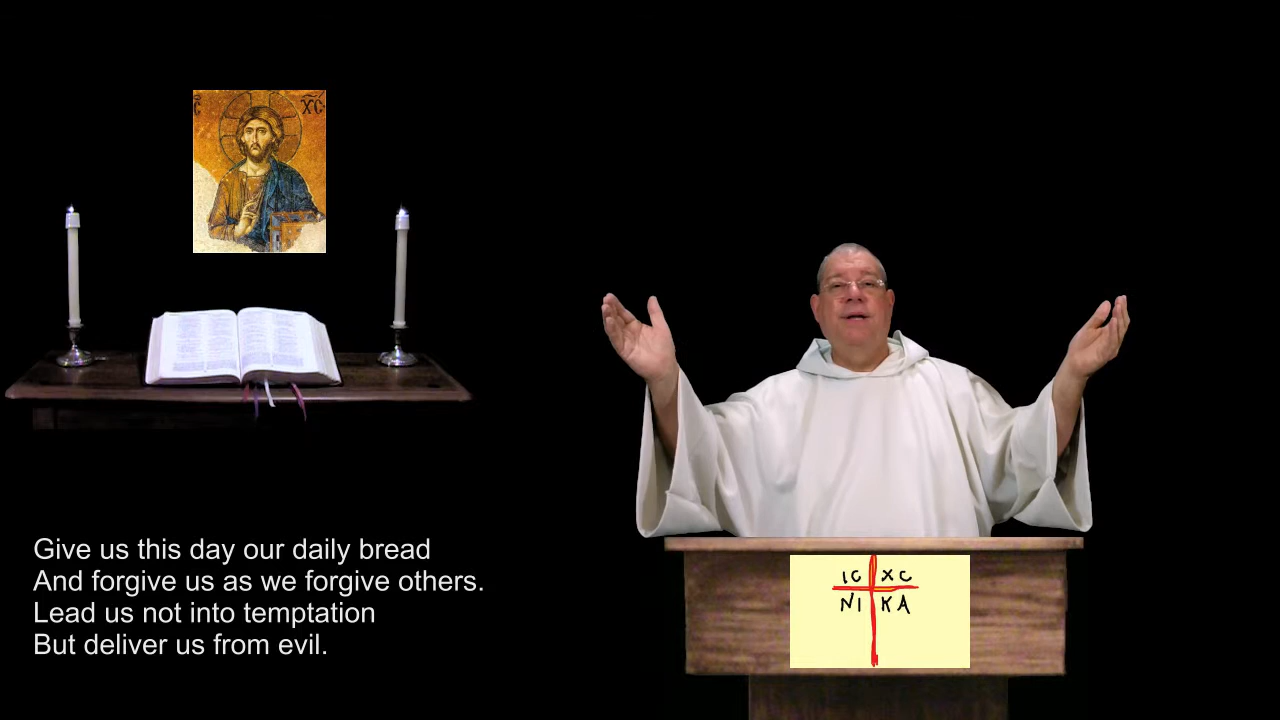 C XC
Give us this day our daily bread
And forgive us as we forgive others.
Lead us not into temptation
But deliver us from evil.
IC XC
NI KA